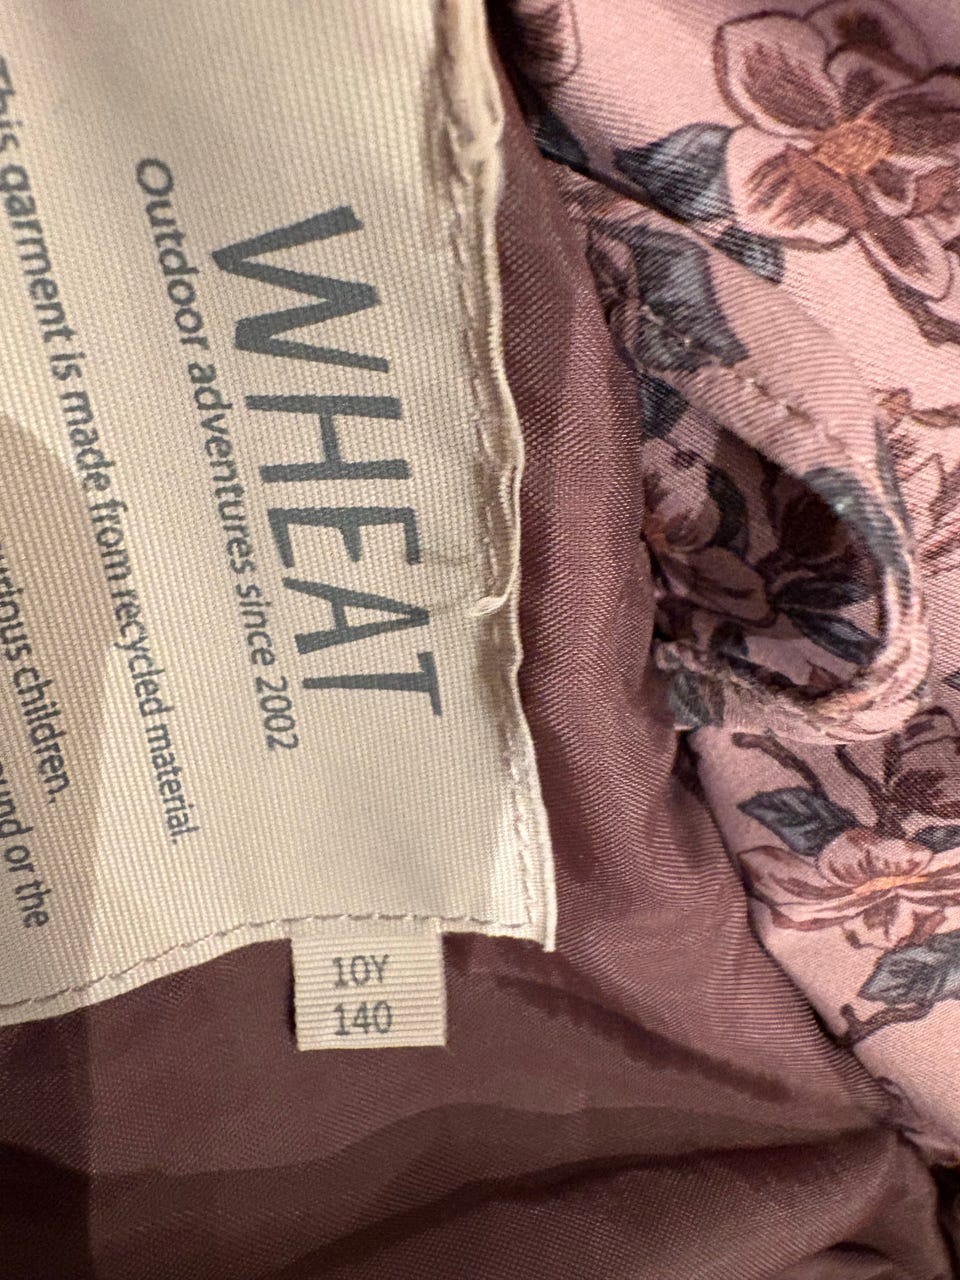 WHEAT
Outdoor adventures since 2002
This garment is made from recycled material.
children.
or the
10Y
140